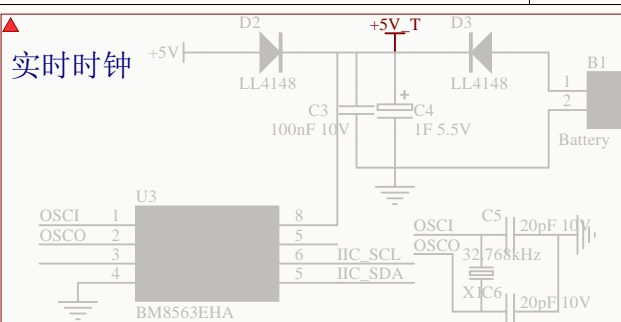 实时时钟
+5V
D2
LL4148
+5V_T
D3
LL4148
C3
100nF 10V
+
C4
1F 5.5V
B1
1
2
Battery
U3
OSCI 1
OSCO 2
3
4
8
5
6 IIC_SCL
5 IIC_SDA
BM8563EHA
OSCI
OSCO
C5
20pF 10V
32.768kHz
X1
C6
20pF 10V